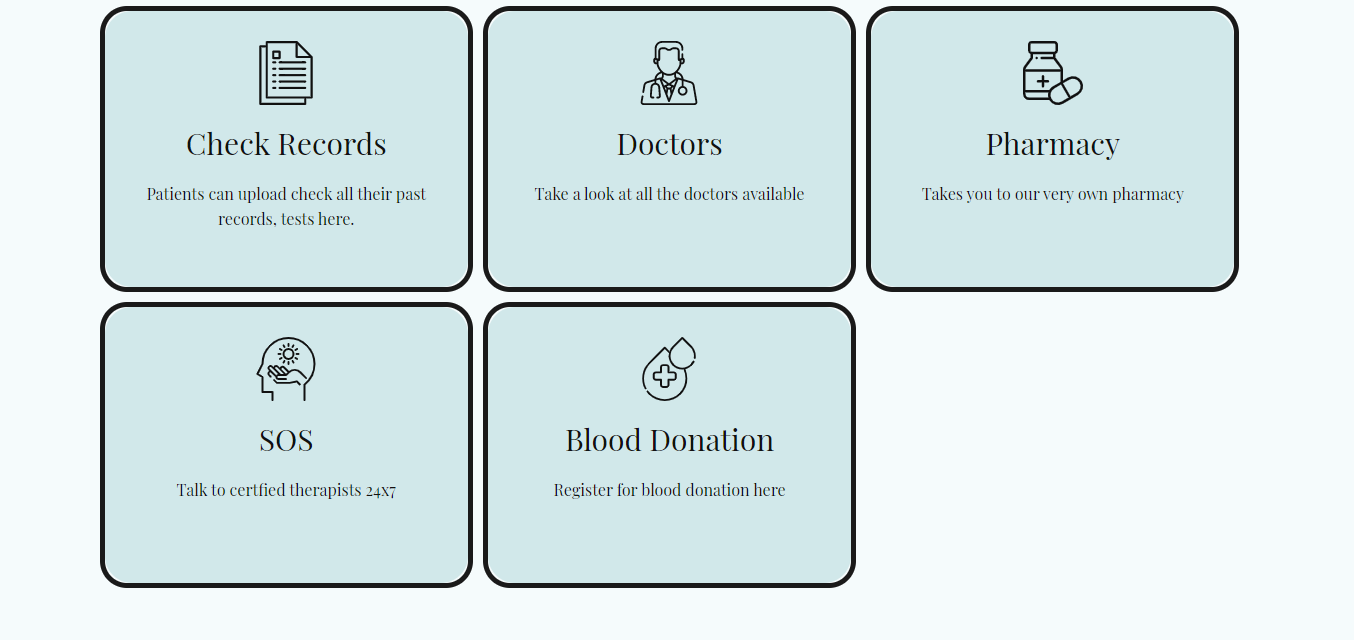 Check Records
Patients can upload check all their past
records, tests here.
Doctors
Take a look at all the doctors available
Pharmacy
Takes you to our very own pharmacy
SOS
Talk to certfied therapists 24x7
Blood Donation
Register for blood donation here